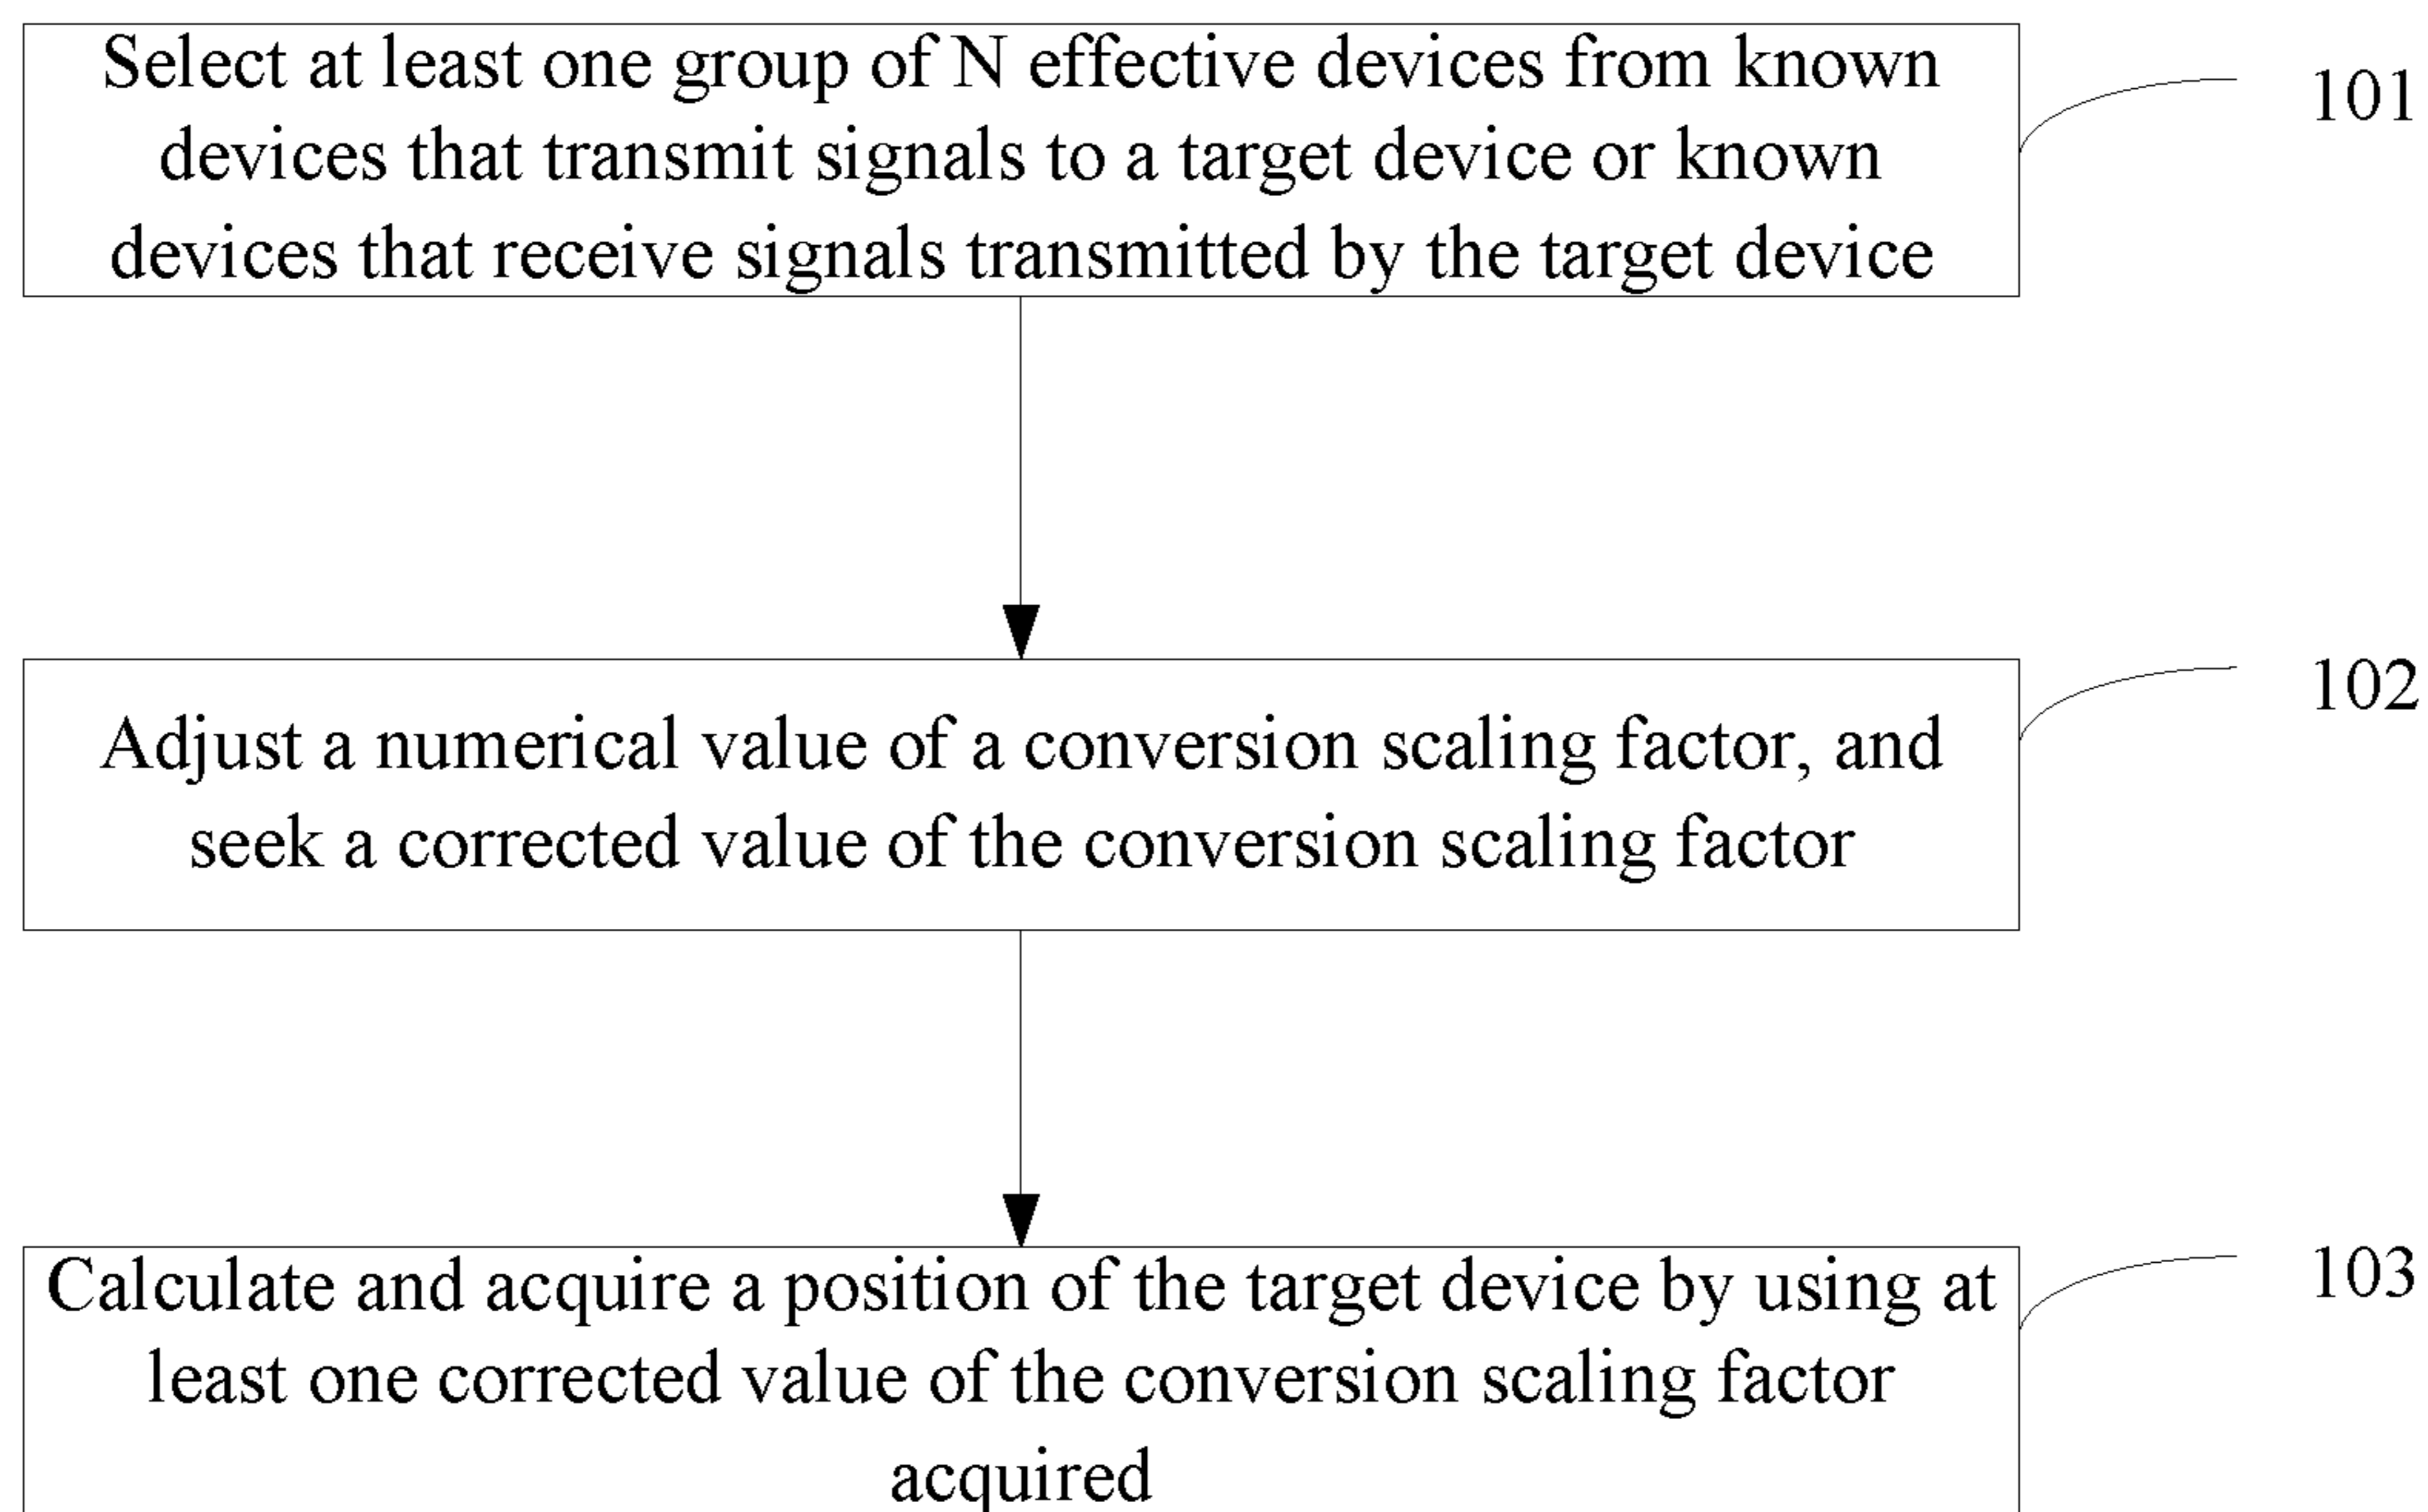 Select at least one group of N effective devices from known
devices that transmit signals to a target device or known
devices that receive signals transmitted by the target device
101
Adjust a numerical value of a conversion scaling factor, and
seek a corrected value of the conversion scaling factor
102
Calculate and acquire a position of the target device by using at
least one corrected value of the conversion scaling factor
acquired
103